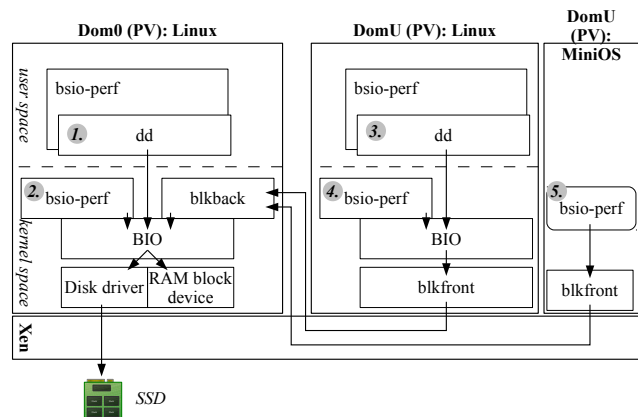 Dom0 (PV): Linux
DomU (PV): Linux
DomU
(PV):
MiniOS
user space
bsio-perf
1.
dd
bsio-perf
3.
dd
kernel space
2.
bsio-perf
blkback
BIO
Disk driver
RAM block
device
4.
bsio-perf
BIO
blkfront
5.
bsio-perf
blkfront
Xen
SSD